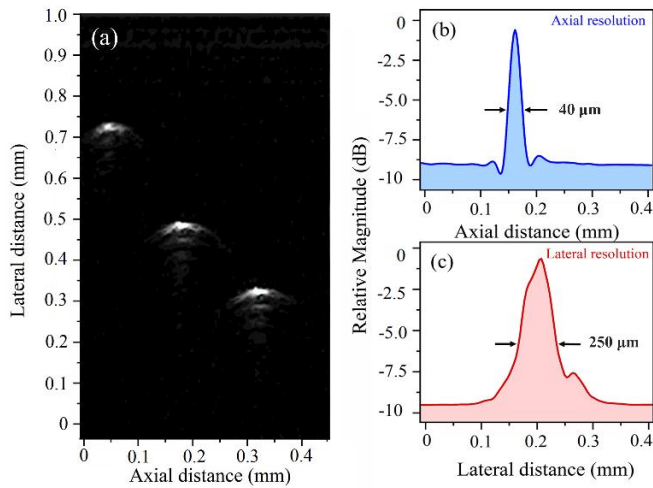 (a)
1.0
0.9
0.8
0.7
0.6
0.5
0.4
0.3
0.2
0.1
0
Lateral distance (mm)
0 0.1 0.2 0.3 0.4
Axial distance (mm)
Relative Magnitude (dB)
(b)
Axial resolution
-0
-2.5
-5.0
-7.5
-10
40 μm
0 0.1 0.2 0.3 0.4
Axial distance (mm)
(c)
Lateral resolution
-0
-2.5
-5.0
-7.5
-10
250 μm
0 0.1 0.2 0.3 0.4
Lateral distance (mm)